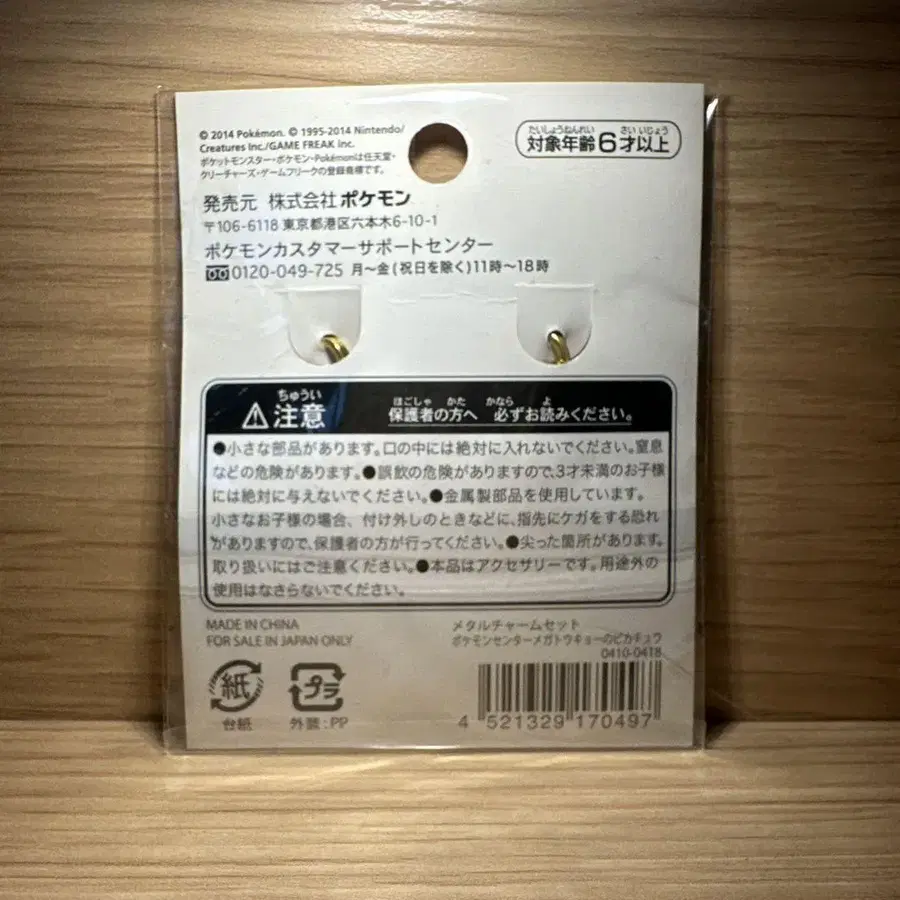 © 2014 Pokémon. © 1995-2014 Nintendo/
Creatures Inc./GAME FREAK inc.
ポケットモンスター・ポケモン・Pokémonは任天堂・
クリーチャーズ・ゲームフリークの登録商標です。
たいしょうねんれい さい いじょう
対象年齢6才以上
発売元 株式会社 ポケモン
〒106-6118 東京都港区六本木6-10-1
ポケモンカスタマーサポートセンター
0120-049-725 月〜金(祝日を除く)11時〜18時
ちゅうい
⚠注意
ほごしゃ かた かなら よ
保護者の方へ 必ずお読みください。
●小さな部品があります。口の中には絶対に入れないでください。窒息
などの危険があります。●誤飲の危険がありますので、3才未満のお子様
には絶対に与えないでください。●金属製部品を使用しています。
小さなお子様の場合、付け外しのときなどに、指先にケガをする恐れ
がありますので、保護者の方が行ってください。●尖った箇所があります。
取り扱いにはご注意ください。●本品はアクセサリーです。用途外の
使用はなさらないでください。
MADE IN CHINA
FOR SALE IN JAPAN ONLY
メタルチャームセット
ポケモンセンターメガトウキョーのピカチュウ
0410-0418
紙
台紙
プラ
外装:PP
4 521329 170497